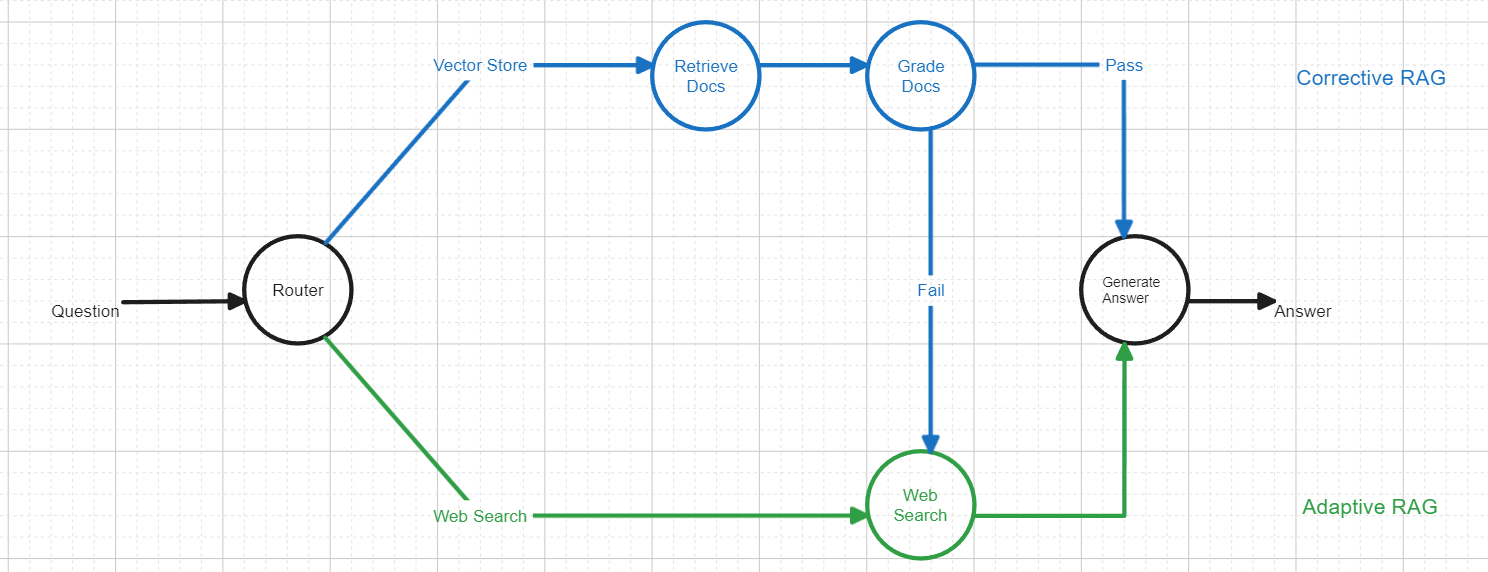 Vector Store
Retrieve
Docs
Grade
Docs
Pass
Corrective RAG
Question
Router
Fail
Generate
Answer
Answer
Web Search
Web
Search
Adaptive RAG